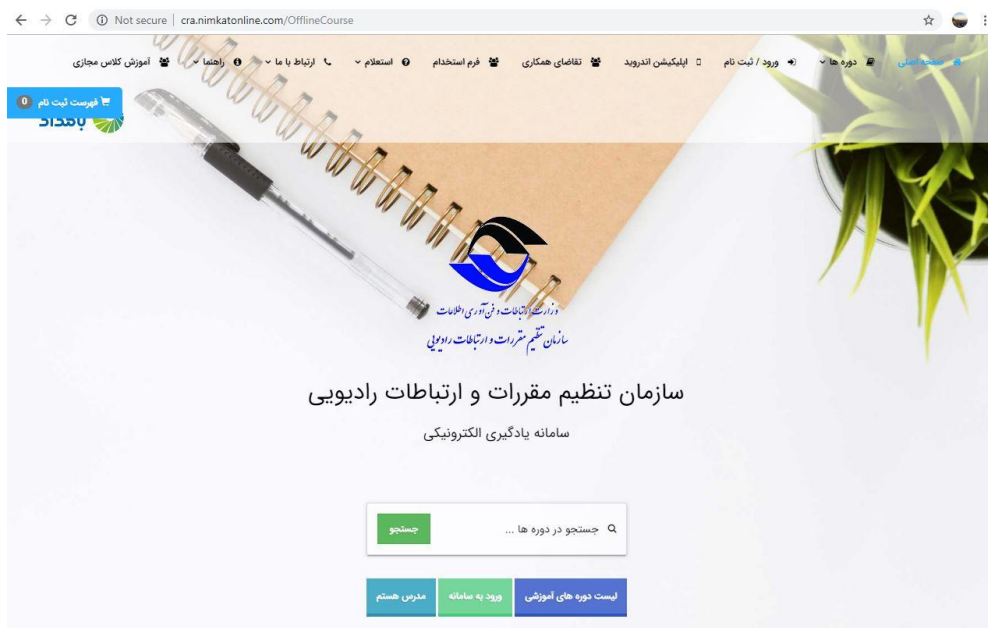 Not secure | cra.nimkatonline.com/OfflineCourse
صفحه اصلی دوره ها ورود / ثبت نام اپلیکیشن اندروید تقاضای همکاری فرم استخدام استعلام ارتباط با ما راهنما آموزش کلاس مجازی
فهرست ثبت نام 0
بامداد
وزارت ارتباطات و فن آوری اطلاعات
سازمان تنظیم مقررات و ارتباطات رادیویی
سازمان تنظیم مقررات و ارتباطات رادیویی
سامانه یادگیری الکترونیکی
جستجو در دوره ها ... جستجو
لیست دوره های آموزشی ورود به سامانه مدرس هستم